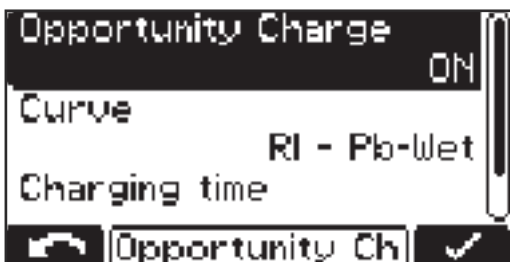 Opportunity Charge
ON
Curve
RI - Pb-Wet
Charging time
Opportunity Ch